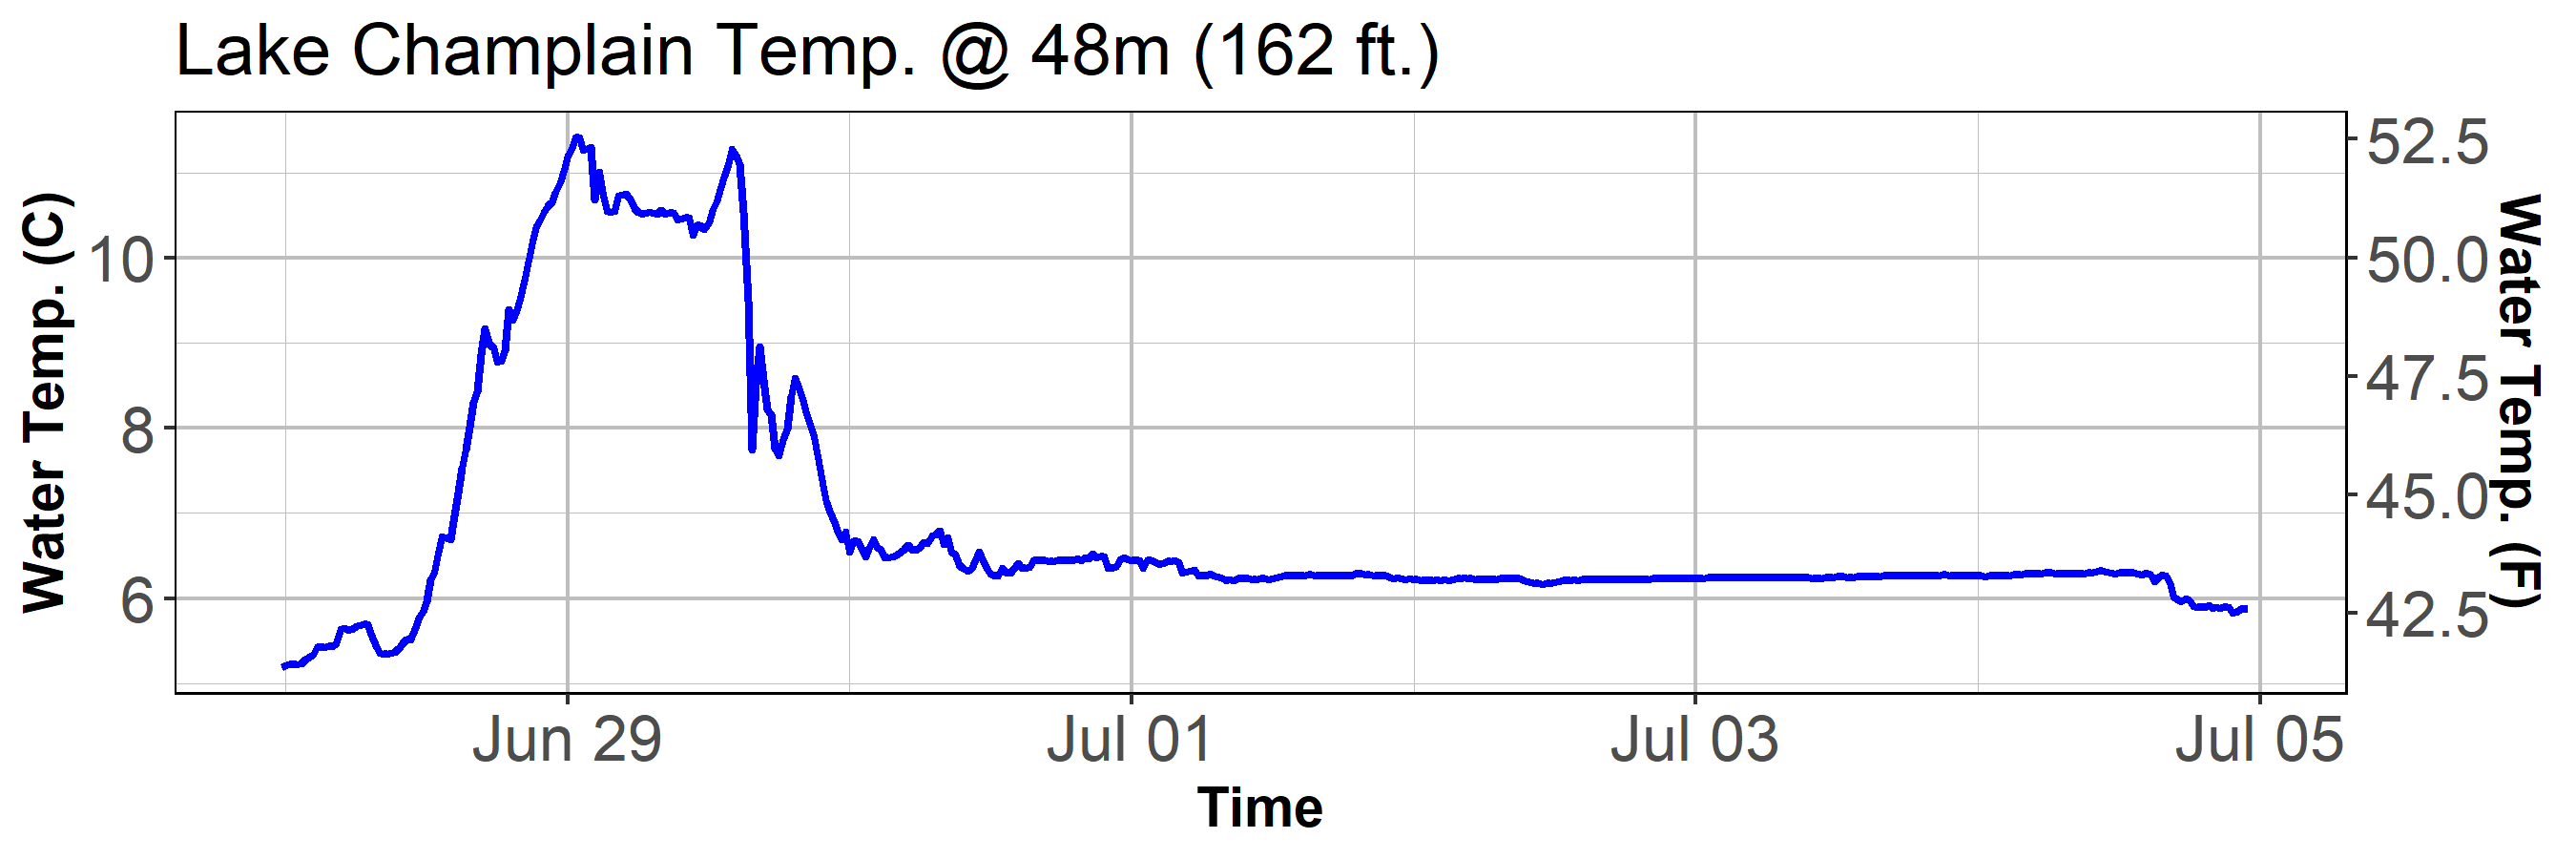 Lake Champlain Temp. @ 48m (162 ft.)
Water Temp. (C)
10
8
6
52.5
50.0
47.5
45.0
42.5
Water Temp. (F)
Jun 29
Jul 01
Jul 03
Jul 05
Time